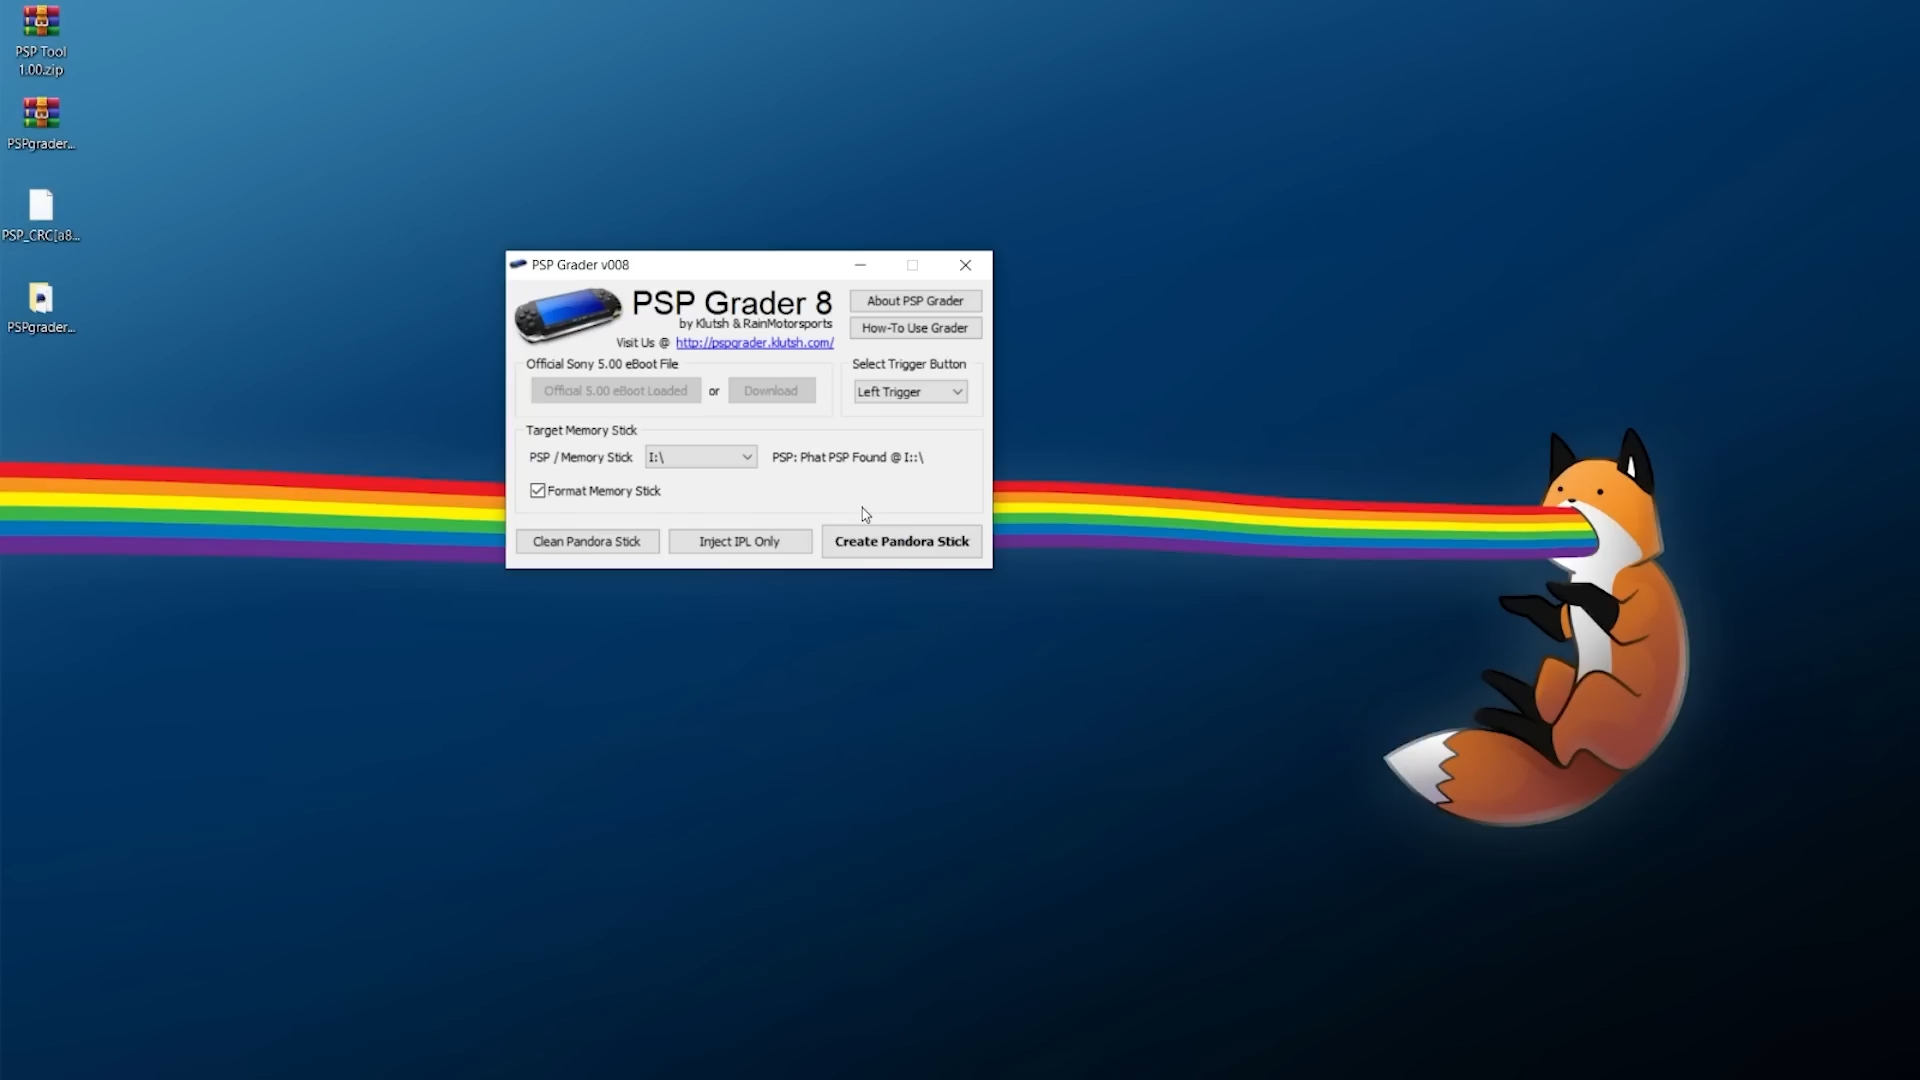 PSP Tool
1.00.zip
PSPgrader...
PSP_CRC[a8...
PSPgrader...
PSP Grader v008
PSP Grader 8
by Klutsh & RainMotorsports
Visit Us @ http://pspgrader.klutsh.com/
About PSP Grader
How-To Use Grader
Official Sony 5.00 eBoot File
Official 5.00 eBoot Loaded or Download
Select Trigger Button
Left Trigger
Target Memory Stick
PSP / Memory Stick I:\ PSP: Phat PSP Found @ I::\
Format Memory Stick
Clean Pandora Stick Inject IPL Only Create Pandora Stick